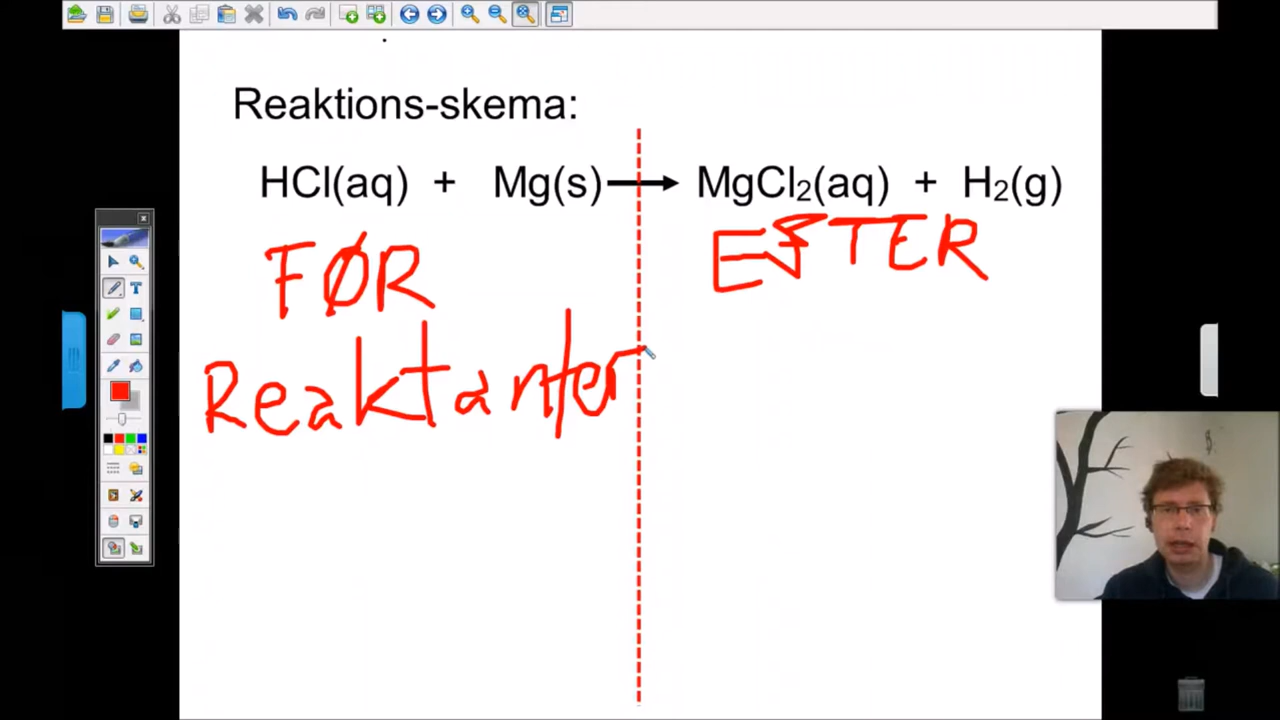 Reaktions-skema:
HCl(aq) + Mg(s) → MgCl₂(aq) + H₂(g)
FØR EFTER
Reaktanter